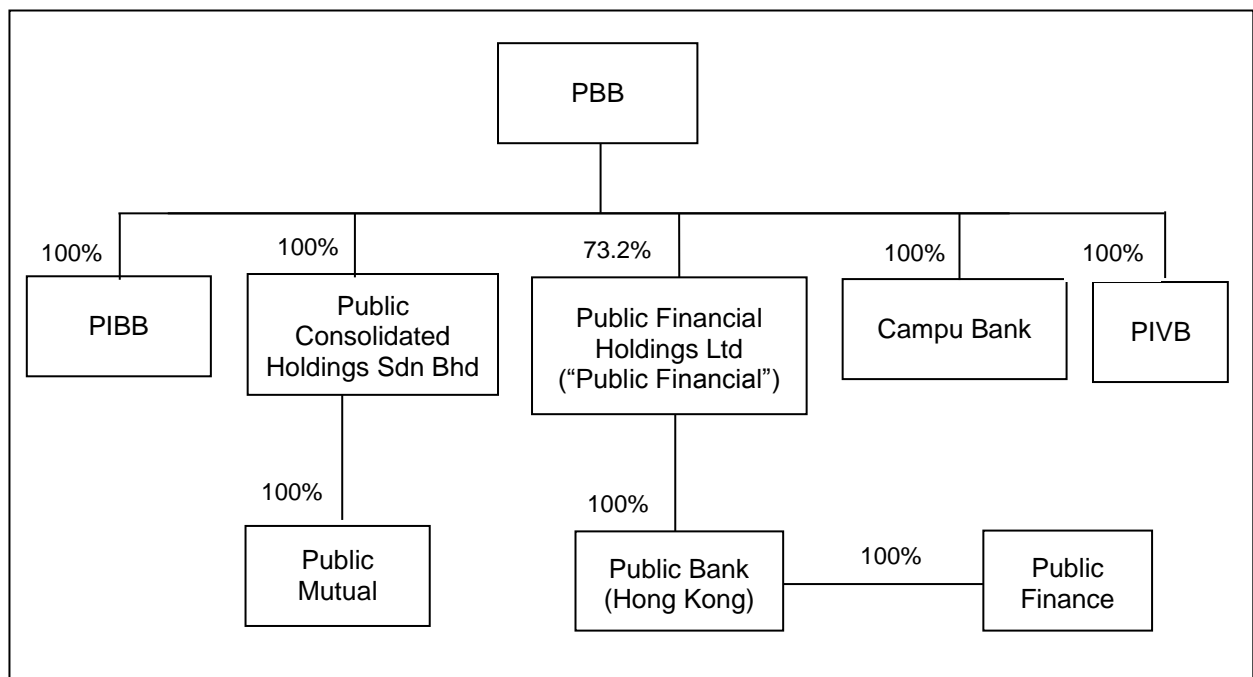 PBB
100%
100%
73.2%
100%
100%
PIBB
Public
Consolidated
Holdings Sdn Bhd
Public Financial
Holdings Ltd
(“Public Financial”)
Campu Bank
PIVB
100%
100%
Public
Mutual
Public Bank
(Hong Kong)
100%
Public
Finance